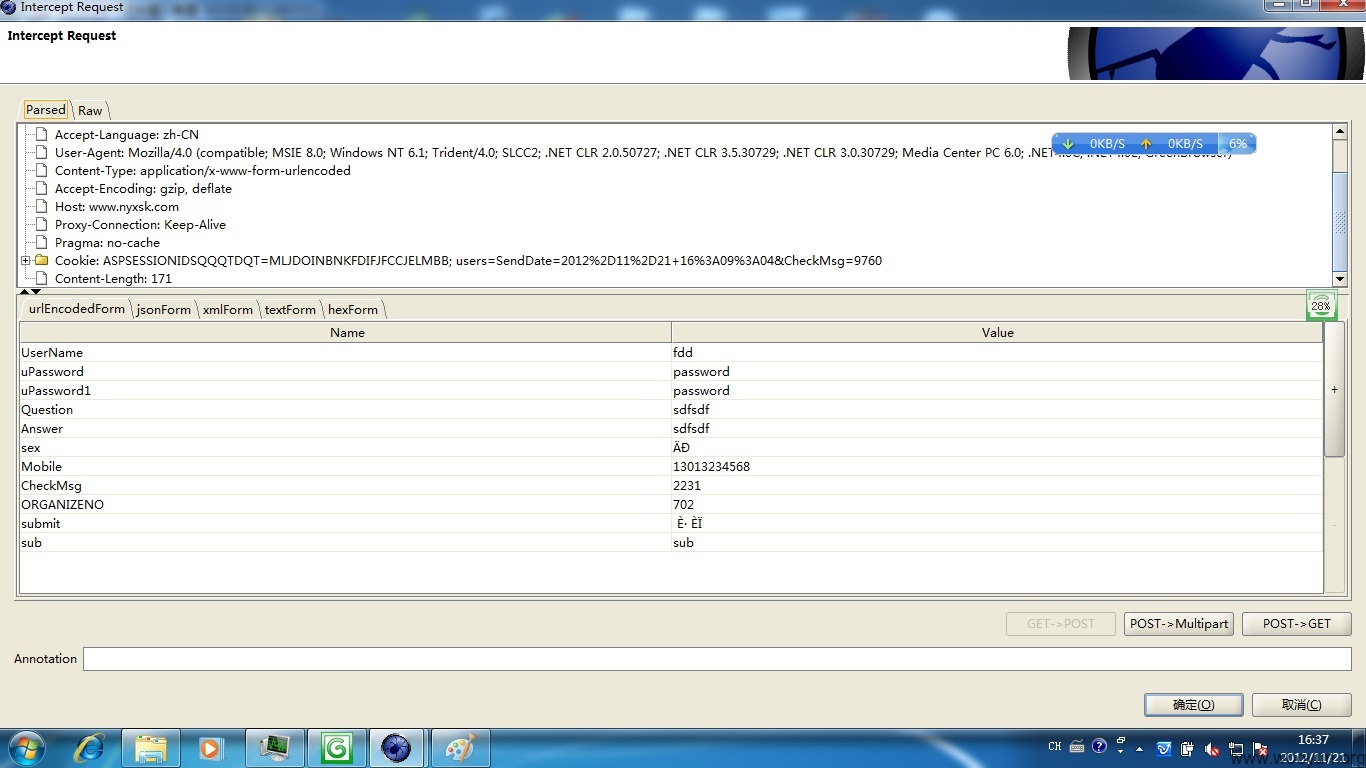 Intercept Request
Intercept Request
Parsed Raw
Accept-Language: zh-CN
User-Agent: Mozilla/4.0 (compatible; MSIE 8.0; Windows NT 6.1; Trident/4.0; SLCC2; .NET CLR 2.0.50727; .NET CLR 3.5.30729; .NET CLR 3.0.30729; Media Center PC 6.0;
0KB/S 0KB/S 6%
Content-Type: application/x-www-form-urlencoded
Accept-Encoding: gzip, deflate
Host: www.nyxsk.com
Proxy-Connection: Keep-Alive
Pragma: no-cache
Cookie: ASPSESSIONIDSQQQTDQT=MLJDOINBNKFDIFJFCCJELMBB; users=SendDate=2012%2D11%2D21+16%3A09%3A04&CheckMsg=9760
Content-Length: 171
urlEncodedForm jsonForm xmlForm textForm hexForm
28%
Name Value
UserName fdd
uPassword password
uPassword1 password
Question sdfsdf
Answer sdfsdf
sex ÄÐ
Mobile 13013234568
CheckMsg 2231
ORGANIZENO 702
submit È· ÈÏ
sub sub
+
-
GET->POST POST->Multipart POST->GET
Annotation
确定(O) 取消(C)
CH 16:37
2012/11/21